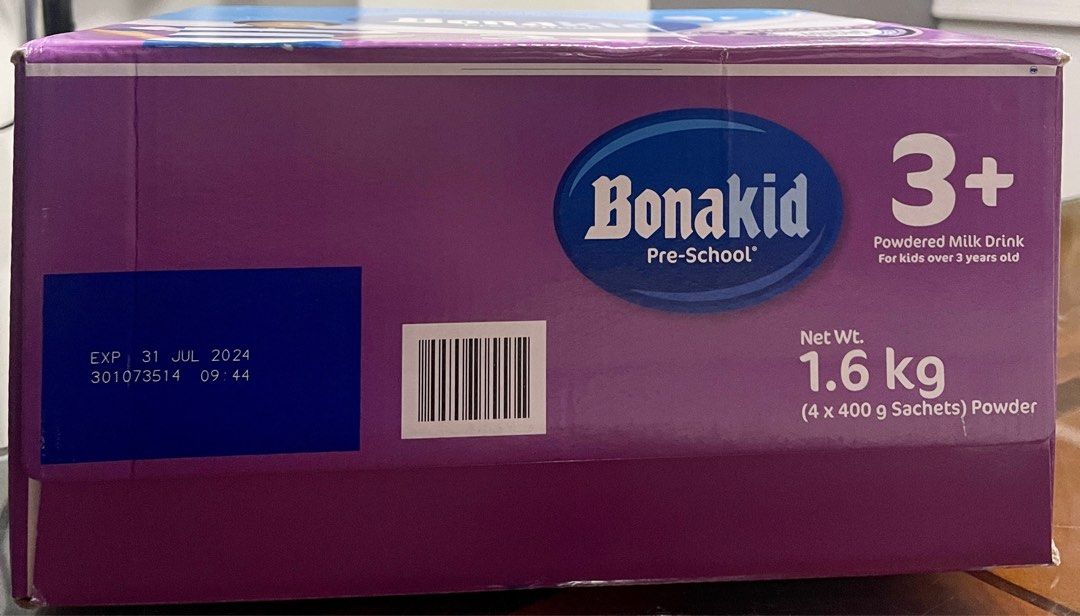 Bonakid
Bonakid
Pre-School®
3+
Powdered Milk Drink
For kids over 3 years old
EXP 31 JUL 2024
301073514 09:44
Net Wt.
1.6 kg
(4 x 400 g Sachets) Powder